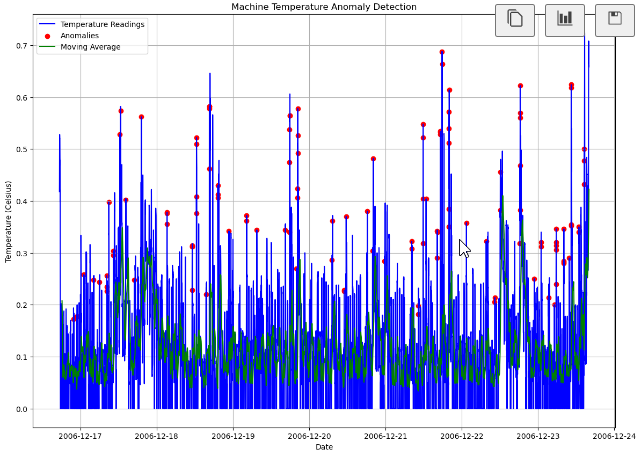 Machine Temperature Anomaly Detection
Temperature Readings
Anomalies
Moving Average
Temperature (Celsius)
0.7
0.6
0.5
0.4
0.3
0.2
0.1
0.0
2006-12-17 2006-12-18 2006-12-19 2006-12-20 2006-12-21 2006-12-22 2006-12-23 2006-12-24
Date